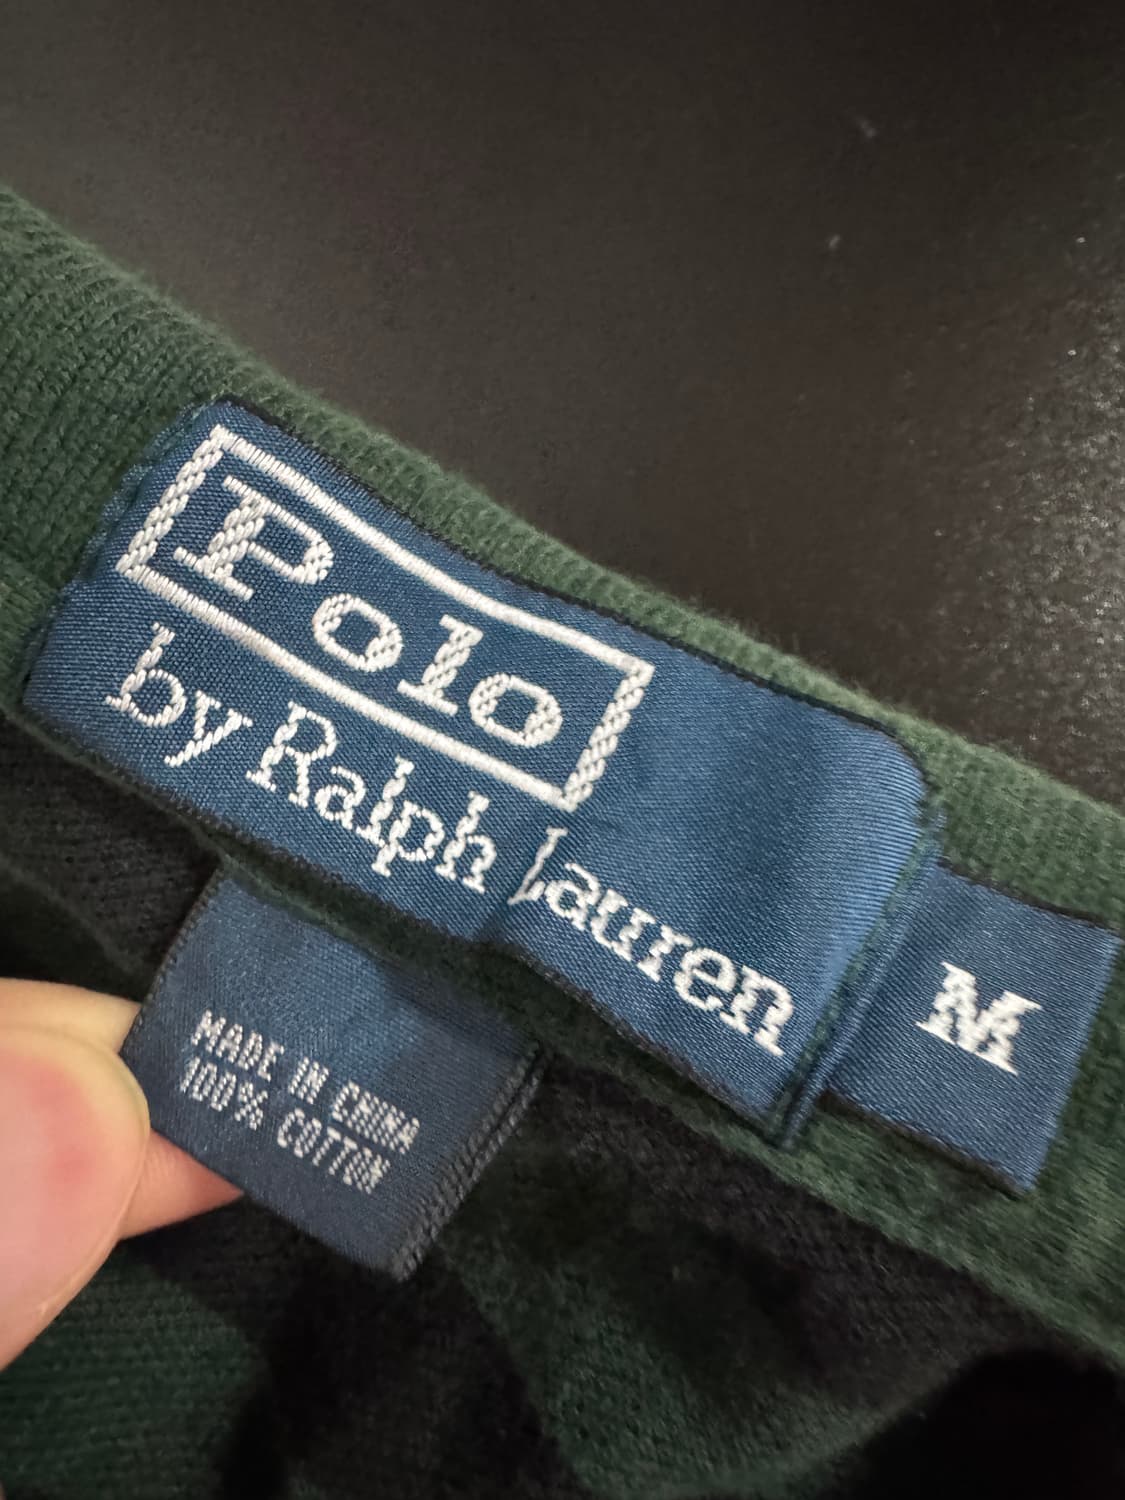 Polo
by Ralph Lauren
M
MADE IN CHINA
100% COTTON